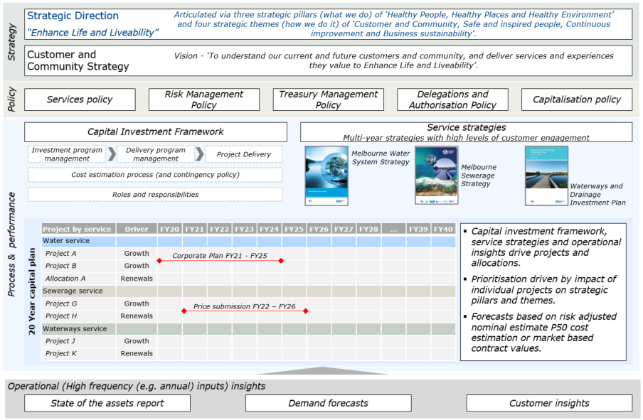 Strategy
Strategic Direction
"Enhance Life and Liveability"
Articulated via three strategic pillars (what we do) of 'Healthy People, Healthy Places and Healthy Environment'
and four strategic themes (how we do it) of 'Customer and Community, Safe and inspired people, Continuous
improvement and Business sustainability'.
Customer and
Community Strategy
Vision - 'To understand our current and future customers and community, and deliver services and experiences
they value to Enhance Life and Liveability'.
Policy
Services policy
Risk Management
Policy
Treasury Management
Policy
Delegations and
Authorisation Policy
Capitalisation policy
Process & performance
Capital Investment Framework
Investment program
management
Delivery program
management
Project Delivery
Cost estimation process (and contingency policy)
Roles and responsibilities
Service strategies
Multi-year strategies with high levels of customer engagement
Melbourne Water
System Strategy
Melbourne
Sewerage
Strategy
Waterways and
Drainage
Investment Plan
20 Year capital plan
Project by service Driver FY20 FY21 FY22 FY23 FY24 FY25 FY26 FY27 FY28 ... FY39 FY40
Water service
Project A Growth
Corporate Plan FY21 - FY25
Project B Growth
Allocation A Renewals
Sewerage service
Project G Growth
Price submission FY22 – FY26
Project H Renewals
Waterways service
Project J Growth
Project K Renewals
• Capital investment framework,
service strategies and operational
insights drive projects and
allocations.
• Prioritisation driven by impact of
individual projects on strategic
pillars and themes.
• Forecasts based on risk adjusted
nominal estimate P50 cost
estimation or market based
contract values.
Operational (High frequency (e.g. annual) inputs) insights
State of the assets report
Demand forecasts
Customer insights